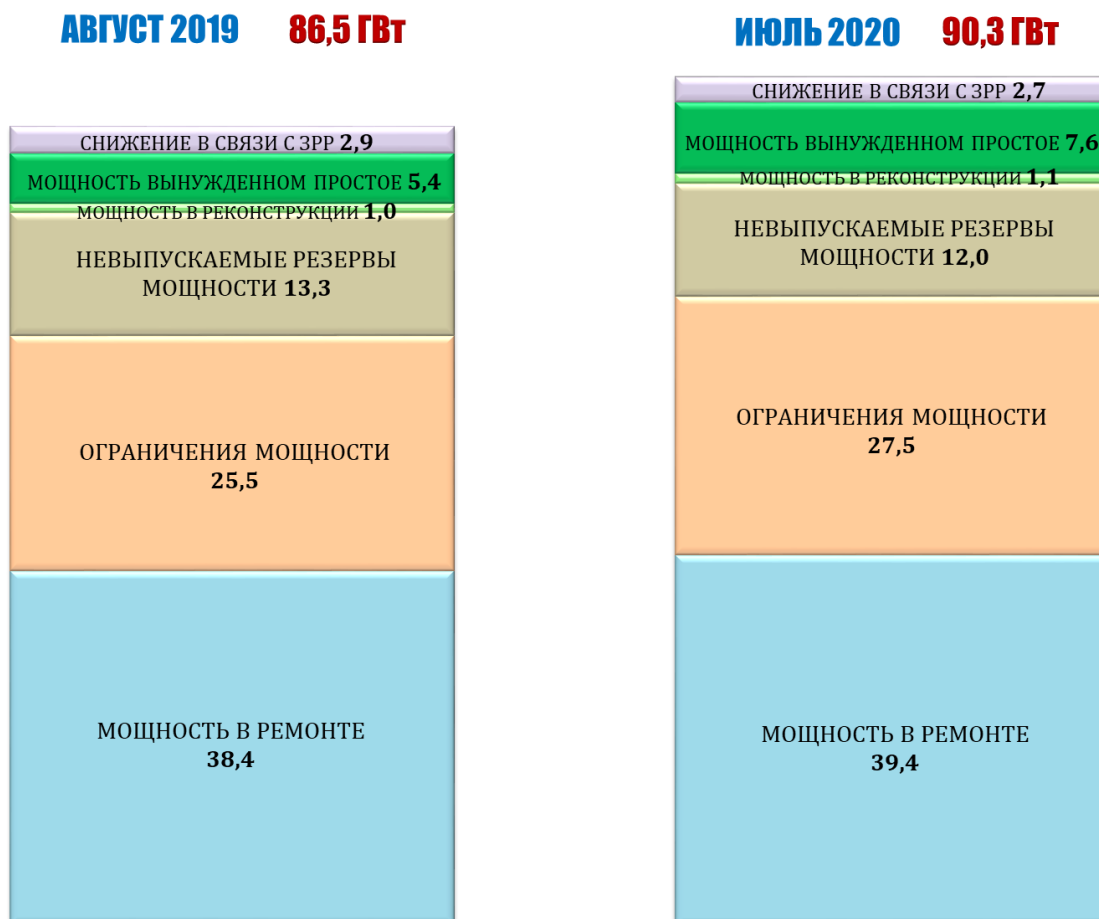 АВГУСТ 2019 86,5 ГВт
СНИЖЕНИЕ В СВЯЗИ С ЗРР 2,9
МОЩНОСТЬ ВЫНУЖДЕННОМ ПРОСТОЕ 5,4
МОЩНОСТЬ В РЕКОНСТРУКЦИИ 1,0
НЕВЫПУСКАЕМЫЕ РЕЗЕРВЫ
МОЩНОСТИ 13,3
ОГРАНИЧЕНИЯ МОЩНОСТИ
25,5
МОЩНОСТЬ В РЕМОНТЕ
38,4
ИЮЛЬ 2020 90,3 ГВт
СНИЖЕНИЕ В СВЯЗИ С ЗРР 2,7
МОЩНОСТЬ ВЫНУЖДЕННОМ ПРОСТОЕ 7,6
МОЩНОСТЬ В РЕКОНСТРУКЦИИ 1,1
НЕВЫПУСКАЕМЫЕ РЕЗЕРВЫ
МОЩНОСТИ 12,0
ОГРАНИЧЕНИЯ МОЩНОСТИ
27,5
МОЩНОСТЬ В РЕМОНТЕ
39,4